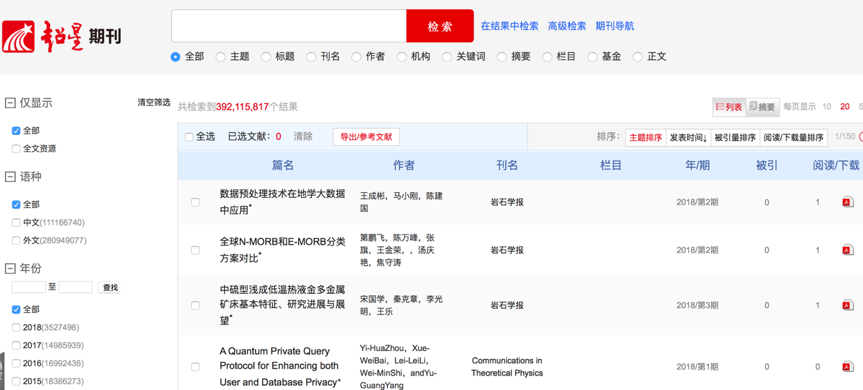 超星 期刊
检 索
在结果中检索 高级检索 期刊导航
全部 主题 标题 刊名 作者 机构 关键词 摘要 栏目 基金 正文
仅显示
全部
全文资源
语种
全部
中文(111166740)
外文(280949077)
年份
至 查找
全部
2018(3527496)
2017(14985939)
2016(16992436)
2015(18386273)
清空筛选
共检索到392,115,817个结果
列表 摘要 每页显示 10 20
全选 已选文献：0 清除 导出/参考文献
排序： 主题排序 发表时间↓ 被引量排序 阅读/下载量排序 1/150
篇名 作者 刊名 栏目 年/期 被引 阅读/下载
数据预处理技术在地学大数据
中应用*
王成彬，马小刚，陈建
国
岩石学报
2018/第2期
0
1
全球N-MORB和E-MORB分类
方案对比*
第鹏飞，陈万峰，张
旗，王金荣，，汤庆
艳，焦守涛
岩石学报
2018/第2期
0
1
中硫型浅成低温热液金多金属
矿床基本特征、研究进展与展
望*
宋国学，秦克章，李光
明，王乐
岩石学报
2018/第3期
0
1
A Quantum Private Query
Protocol for Enhancing both
User and Database Privacy*
Yi-HuaZhou，Xue-
WeiBai，Lei-LeiLi，
Wei-MinShi，andYu-
GuangYang
Communications in
Theoretical Physics
2018/第1期
0
0